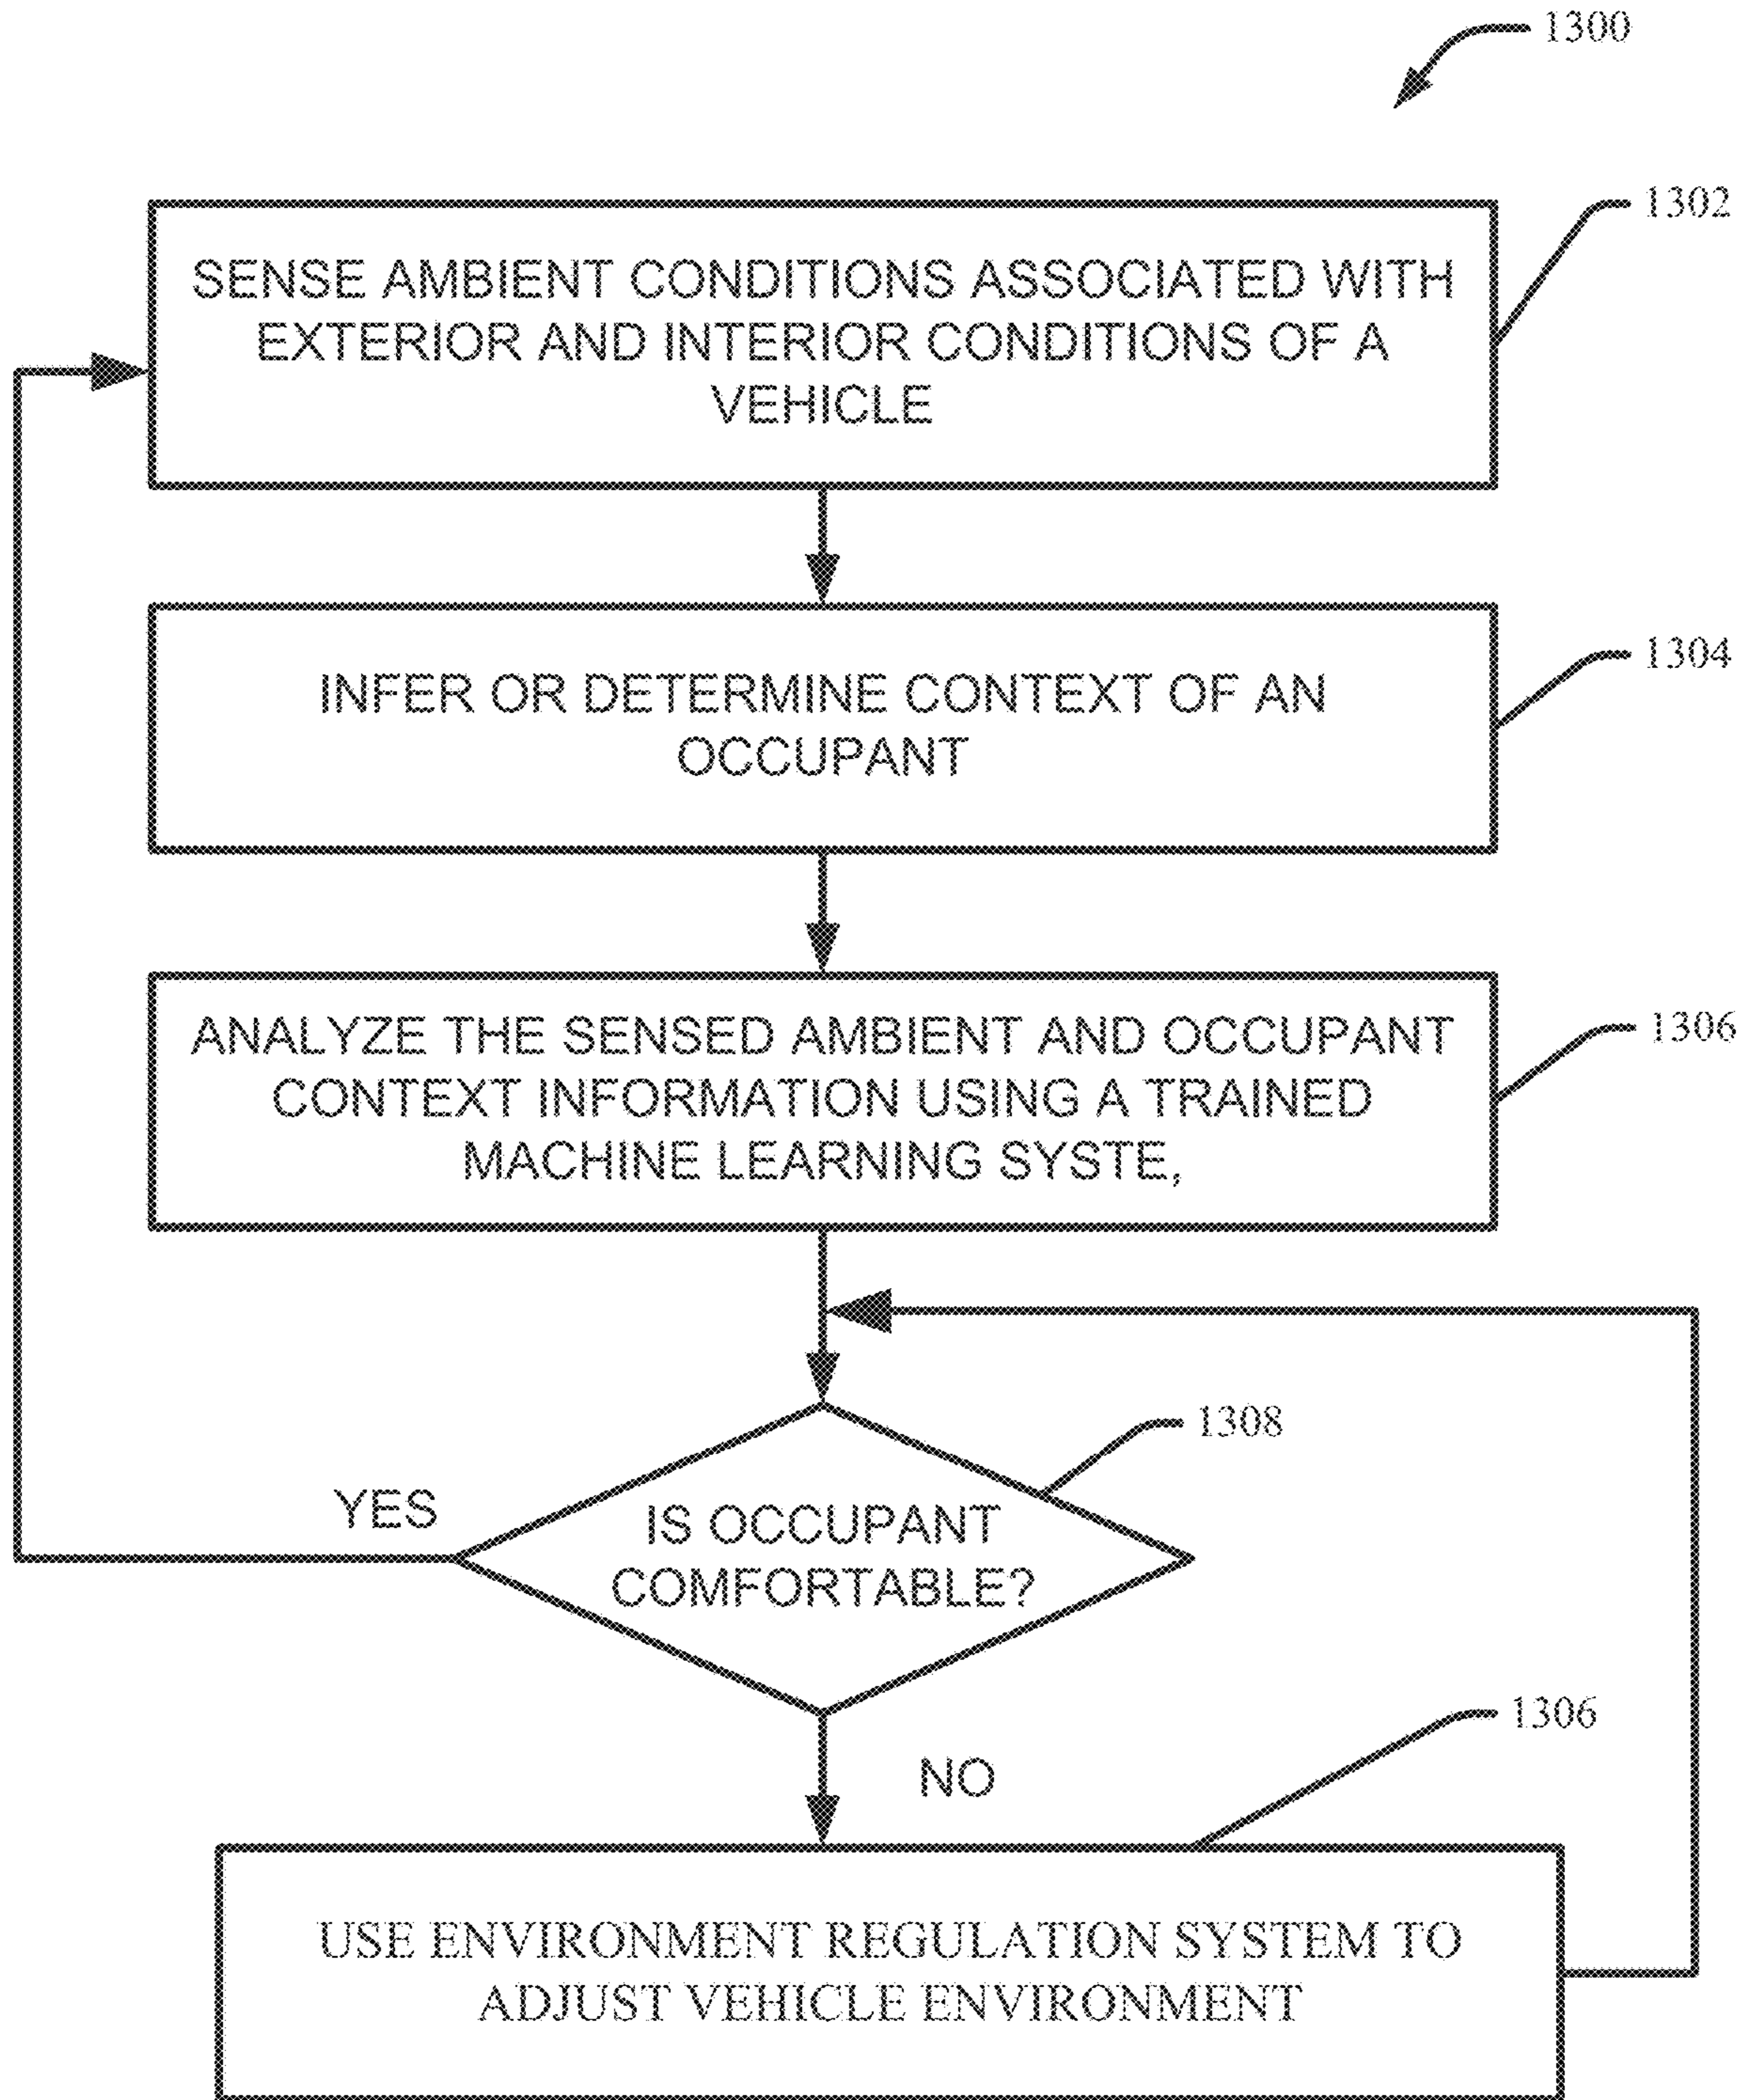 1300
1302
SENSE AMBIENT CONDITIONS ASSOCIATED WITH
EXTERIOR AND INTERIOR CONDITIONS OF A
VEHICLE
1304
INFER OR DETERMINE CONTEXT OF AN
OCCUPANT
1306
ANALYZE THE SENSED AMBIENT AND OCCUPANT
CONTEXT INFORMATION USING A TRAINED
MACHINE LEARNING SYSTE,
1308
YES
IS OCCUPANT
COMFORTABLE?
1306
NO
USE ENVIRONMENT REGULATION SYSTEM TO
ADJUST VEHICLE ENVIRONMENT